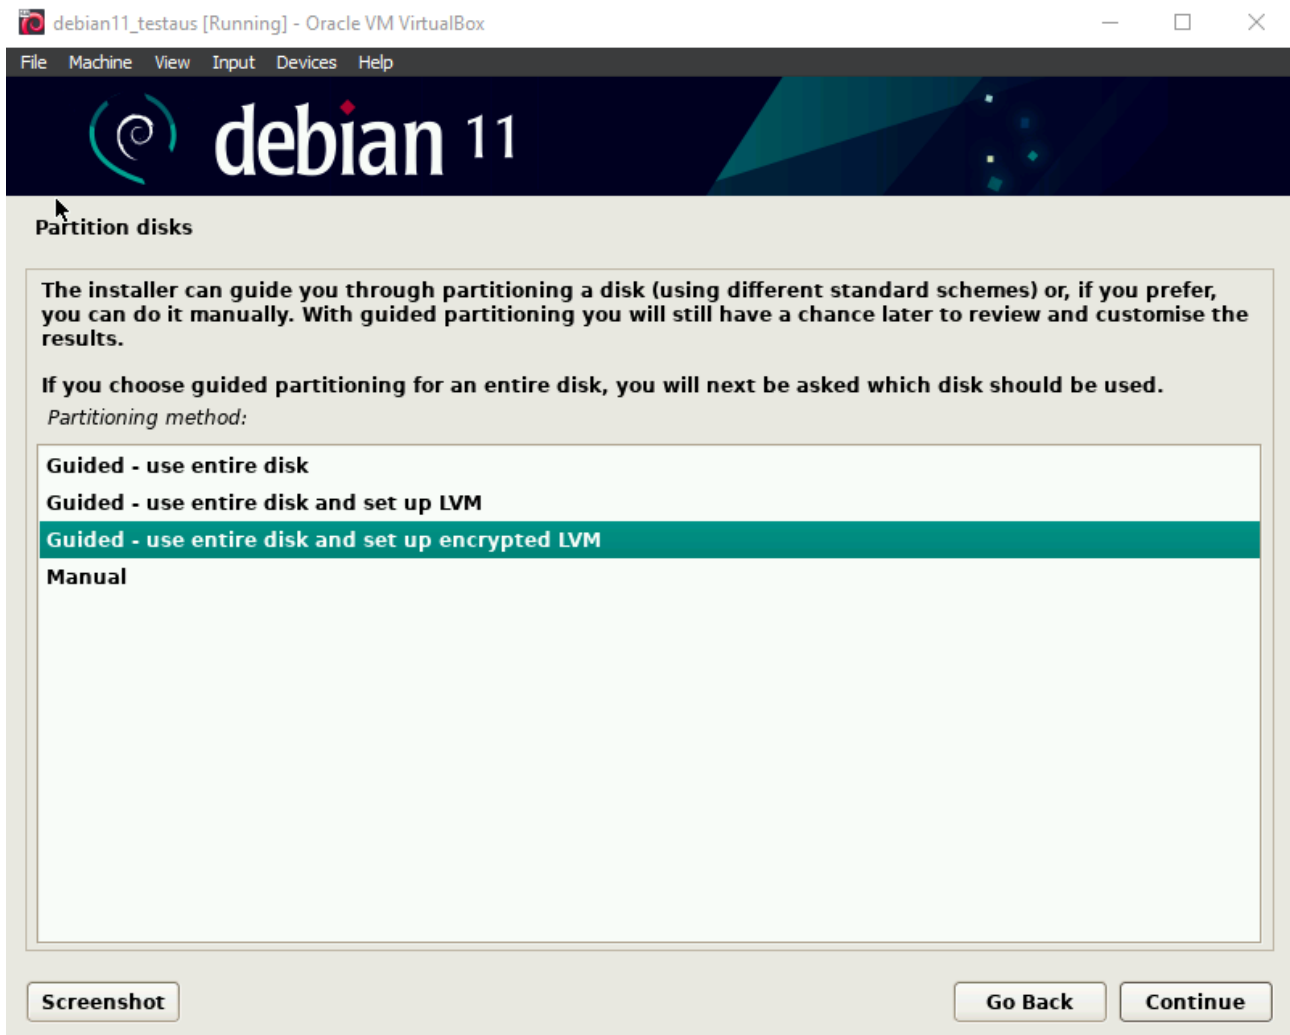 debian11_testaus [Running] - Oracle VM VirtualBox
File Machine View Input Devices Help
debian 11
Partition disks
The installer can guide you through partitioning a disk (using different standard schemes) or, if you prefer,
you can do it manually. With guided partitioning you will still have a chance later to review and customise the
results.
If you choose guided partitioning for an entire disk, you will next be asked which disk should be used.
Partitioning method:
Guided - use entire disk
Guided - use entire disk and set up LVM
Guided - use entire disk and set up encrypted LVM
Manual
Screenshot
Go Back
Continue